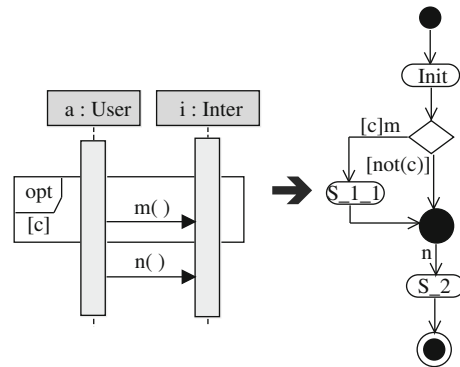 a : User
i : Inter
opt
[c]
m( )
n( )
Init
[c]m
[not(c)]
S_1_1
n
S_2